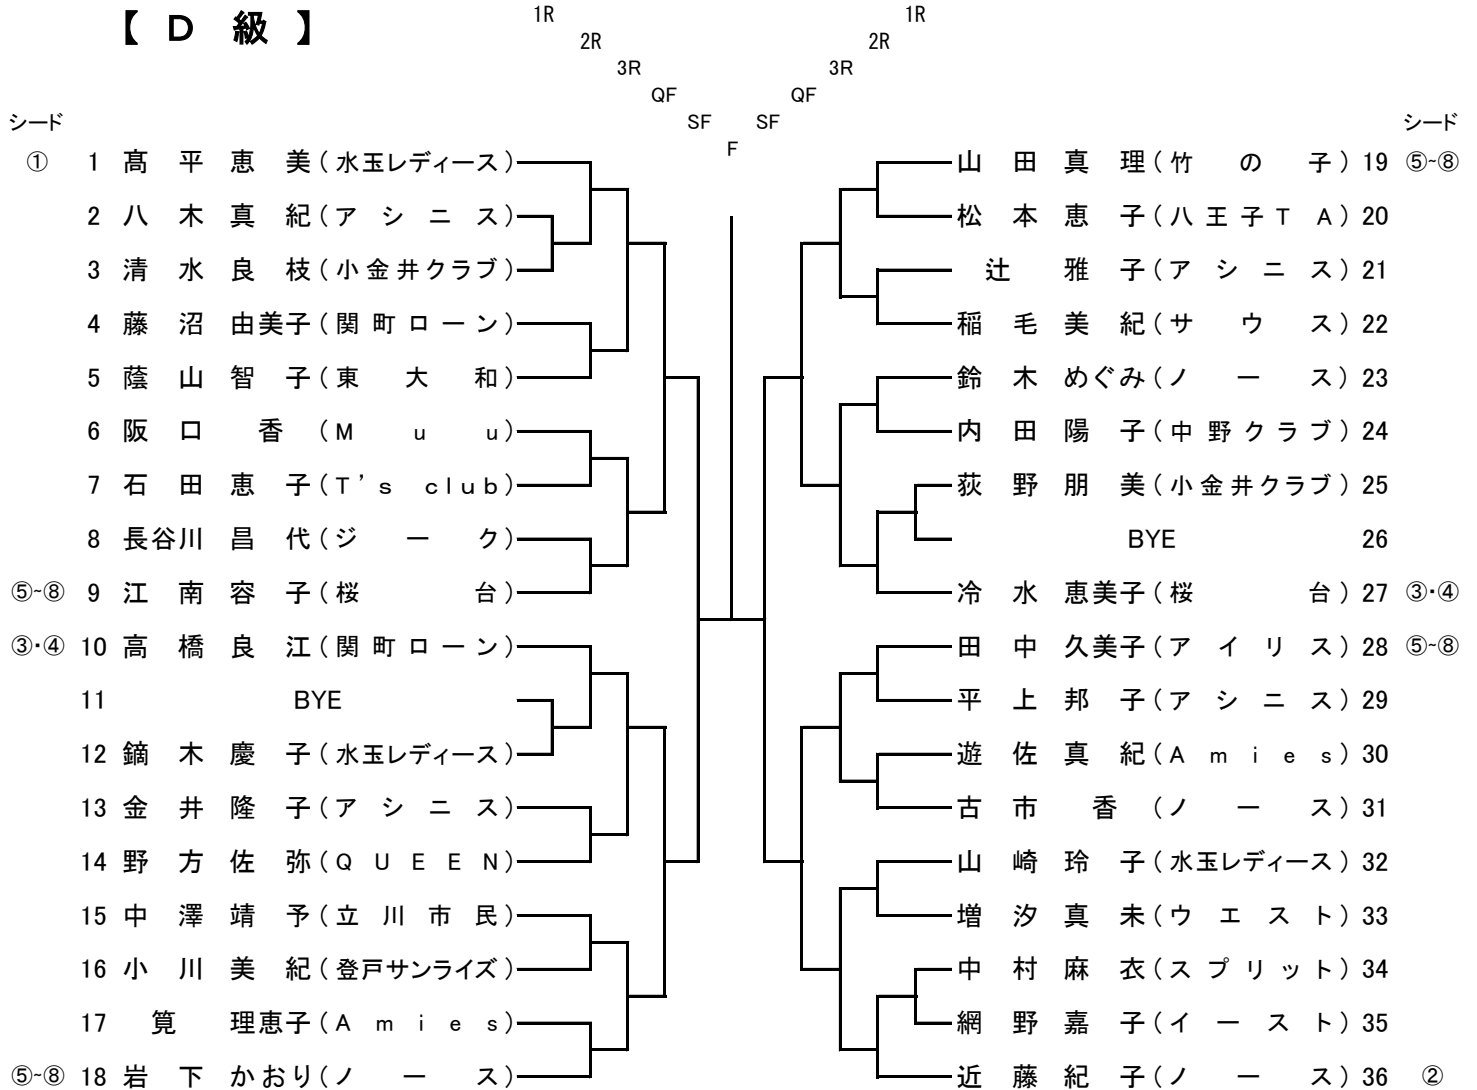 【 D 級 】
1R 1R
2R 2R
3R 3R
QF QF
SF SF
F
シード シード
① 1 髙平恵美(水玉レディース) 山田真理(竹の子) 19 ⑤~⑧
2 八木真紀(アシニス) 松本恵子(八王子TA) 20
3 清水良枝(小金井クラブ) 辻雅子(アシニス) 21
4 藤沼由美子(関町ローン) 稲毛美紀(サウス) 22
5 蔭山智子(東大和) 鈴木めぐみ(ノース) 23
6 阪口香(Muu) 内田陽子(中野クラブ) 24
7 石田恵子(T's club) 荻野朋美(小金井クラブ) 25
8 長谷川昌代(ジーク) BYE 26
⑤~⑧ 9 江南容子(桜台) 冷水恵美子(桜台) 27 ③・④
③・④ 10 高橋良江(関町ローン) 田中久美子(アイリス) 28 ⑤~⑧
11 BYE 平上邦子(アシニス) 29
12 鏑木慶子(水玉レディース) 遊佐真紀(Amies) 30
13 金井隆子(アシニス) 古市香(ノース) 31
14 野方佐弥(QUEEN) 山崎玲子(水玉レディース) 32
15 中澤靖予(立川市民) 増汐真未(ウエスト) 33
16 小川美紀(登戸サンライズ) 中村麻衣(スプリット) 34
17 筧理恵子(Amies) 網野嘉子(イースト) 35
⑤~⑧ 18 岩下かおり(ノース) 近藤紀子(ノース) 36 ②